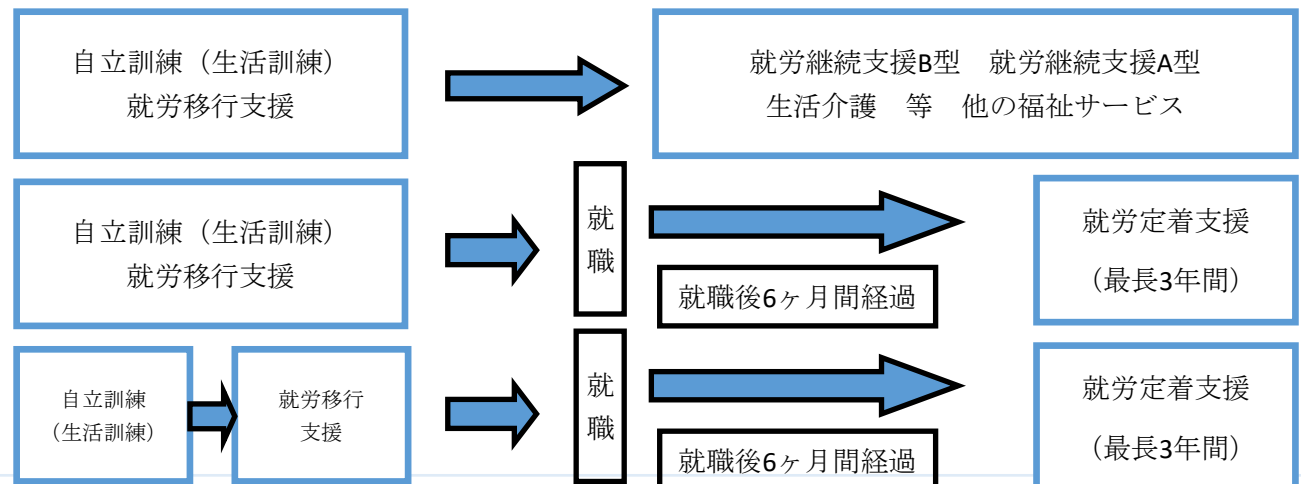 自立訓練（生活訓練）
就労移行支援
就労継続支援B型　就労継続支援A型
生活介護　等　他の福祉サービス
自立訓練（生活訓練）
就労移行支援
就
職
就職後6ヶ月間経過
就労定着支援
（最長3年間）
自立訓練
（生活訓練）
就労移行
支援
就
職
就職後6ヶ月間経過
就労定着支援
（最長3年間）